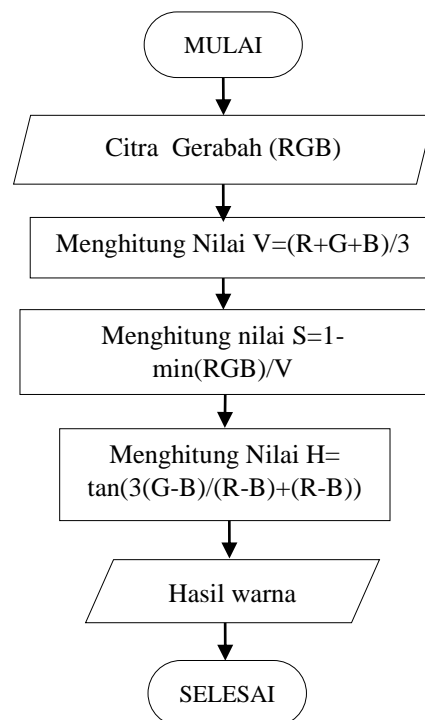 MULAI
Citra Gerabah (RGB)
Menghitung Nilai V=(R+G+B)/3
Menghitung nilai S=1-
min(RGB)/V
Menghitung Nilai H=
tan(3(G-B)/(R-B)+(R-B))
Hasil warna
SELESAI